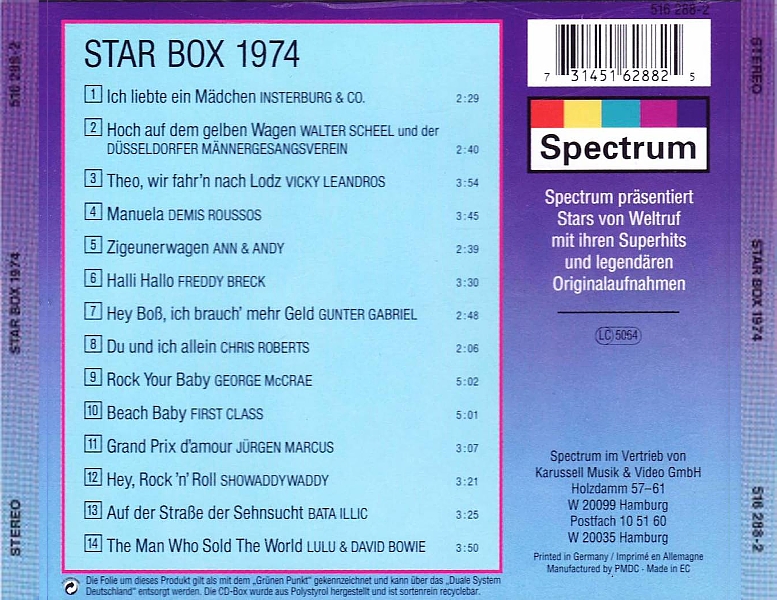 516 288-2
STEREO
STAR BOX 1974
1 Ich liebte ein Mädchen INSTERBURG & CO. 2:29
2 Hoch auf dem gelben Wagen WALTER SCHEEL und der
DÜSSELDORFER MÄNNERGESANGSVEREIN 2:40
3 Theo, wir fahr'n nach Lodz VICKY LEANDROS 3:54
4 Manuela DEMIS ROUSSOS 3:45
5 Zigeunerwagen ANN & ANDY 2:39
6 Halli Hallo FREDDY BRECK 3:30
7 Hey Boß, ich brauch' mehr Geld GUNTER GABRIEL 2:48
8 Du und ich allein CHRIS ROBERTS 2:06
9 Rock Your Baby GEORGE McCRAE 5:02
10 Beach Baby FIRST CLASS 5:01
11 Grand Prix d'amour JÜRGEN MARCUS 3:07
12 Hey, Rock 'n' Roll SHOWADDYWADDY 3:21
13 Auf der Straße der Sehnsucht BATA ILLIC 3:25
14 The Man Who Sold The World LULU & DAVID BOWIE 3:50
Die Folie um dieses Produkt gilt als mit dem „Grünen Punkt" gekennzeichnet und kann über das „Duale System
Deutschland" entsorgt werden. Die CD-Box wurde aus Polystyrol hergestellt und ist sortenrein recyclebar.
516 288-2
7 31451 62882 5
Spectrum
Spectrum präsentiert
Stars von Weltruf
mit ihren Superhits
und legendären
Originalaufnahmen
LC 5064
Spectrum im Vertrieb von
Karussell Musik & Video GmbH
Holzdamm 57–61
W 20099 Hamburg
Postfach 10 51 60
W 20035 Hamburg
Printed in Germany / Imprimé en Allemagne
Manufactured by PMDC · Made in EC
STAR BOX 1974
STEREO
STEREO
STAR BOX 1974
516 288-2